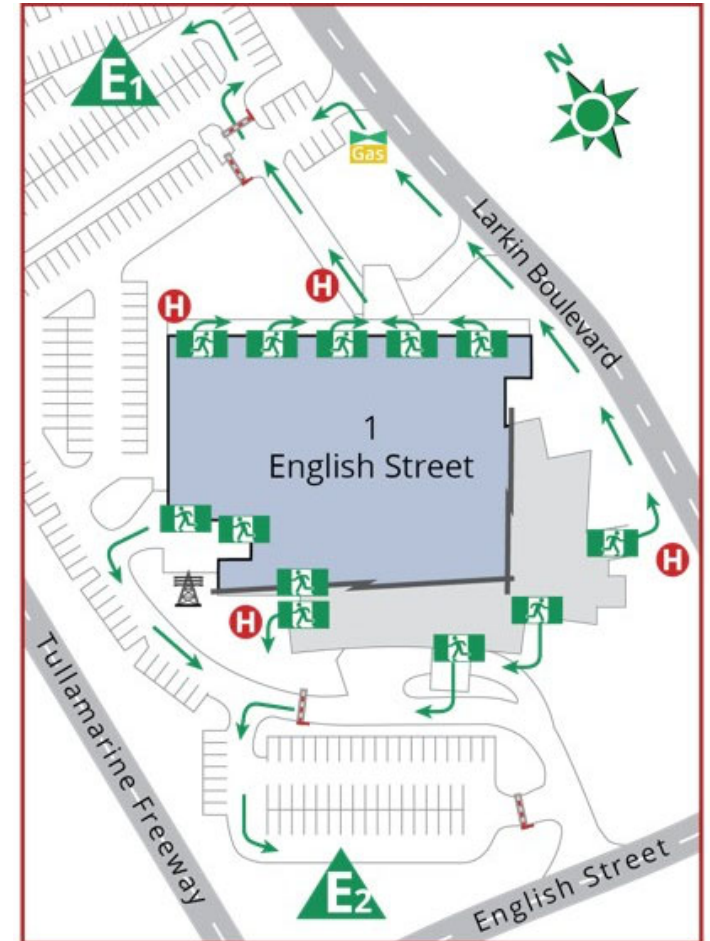 E1
N
Gas
Larkin Boulevard
H
H
1
English Street
H
H
Tullamarine Freeway
E2
English Street